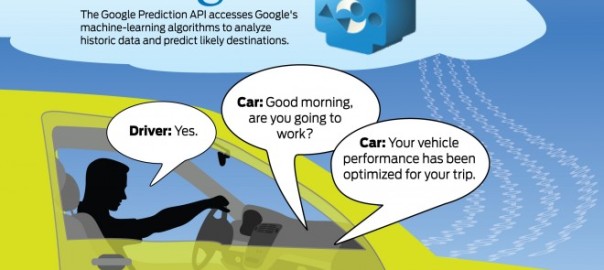 The Google Prediction API accesses Google's
machine-learning algorithms to analyze
historic data and predict likely destinations.
Car: Good morning,
are you going to
work?
Driver: Yes.
Car: Your vehicle
performance has been
optimized for your trip.